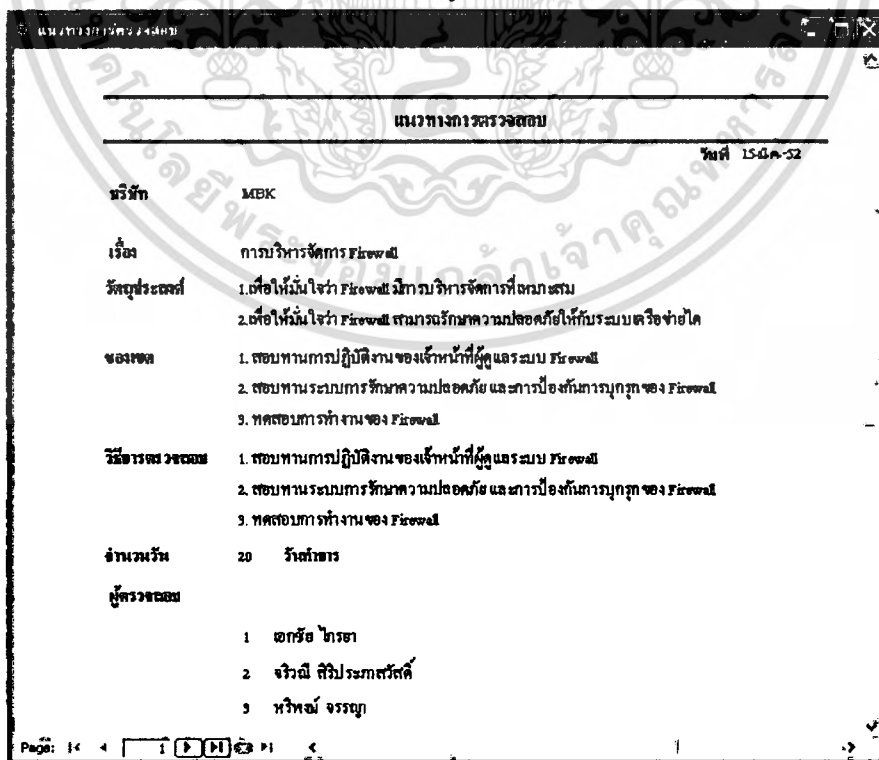 แนวทางการตรวจสอบ
แนวทางการตรวจสอบ
วันที่ 15-มี.ค.-52
บริษัท MBK
เรื่อง การบริหารจัดการ Firewall
วัตถุประสงค์ 1.เพื่อให้มั่นใจว่า Firewall มีการบริหารจัดการที่เหมาะสม
2.เพื่อให้มั่นใจว่า Firewall สามารถรักษาความปลอดภัยให้กับระบบเครือข่ายได้
ขอบเขต 1. สอบทานการปฏิบัติงานของเจ้าหน้าที่ผู้ดูแลระบบ Firewall
2. สอบทานระบบการรักษาความปลอดภัย และการป้องกันการบุกรุก ของ Firewall
3. ทดสอบการทำงานของ Firewall
วิธีการตรวจสอบ 1. สอบทานการปฏิบัติงานของเจ้าหน้าที่ผู้ดูแลระบบ Firewall
2. สอบทานระบบการรักษาความปลอดภัย และการป้องกันการบุกรุก ของ Firewall
3. ทดสอบการทำงานของ Firewall
จำนวนวัน 20 วันทำการ
ผู้ตรวจสอบ
1 เอกชัย ไกรยา
2 จริวณี สิริประภาสวัสดิ์
3 หริพงษ์ จรรญา
Page: 1